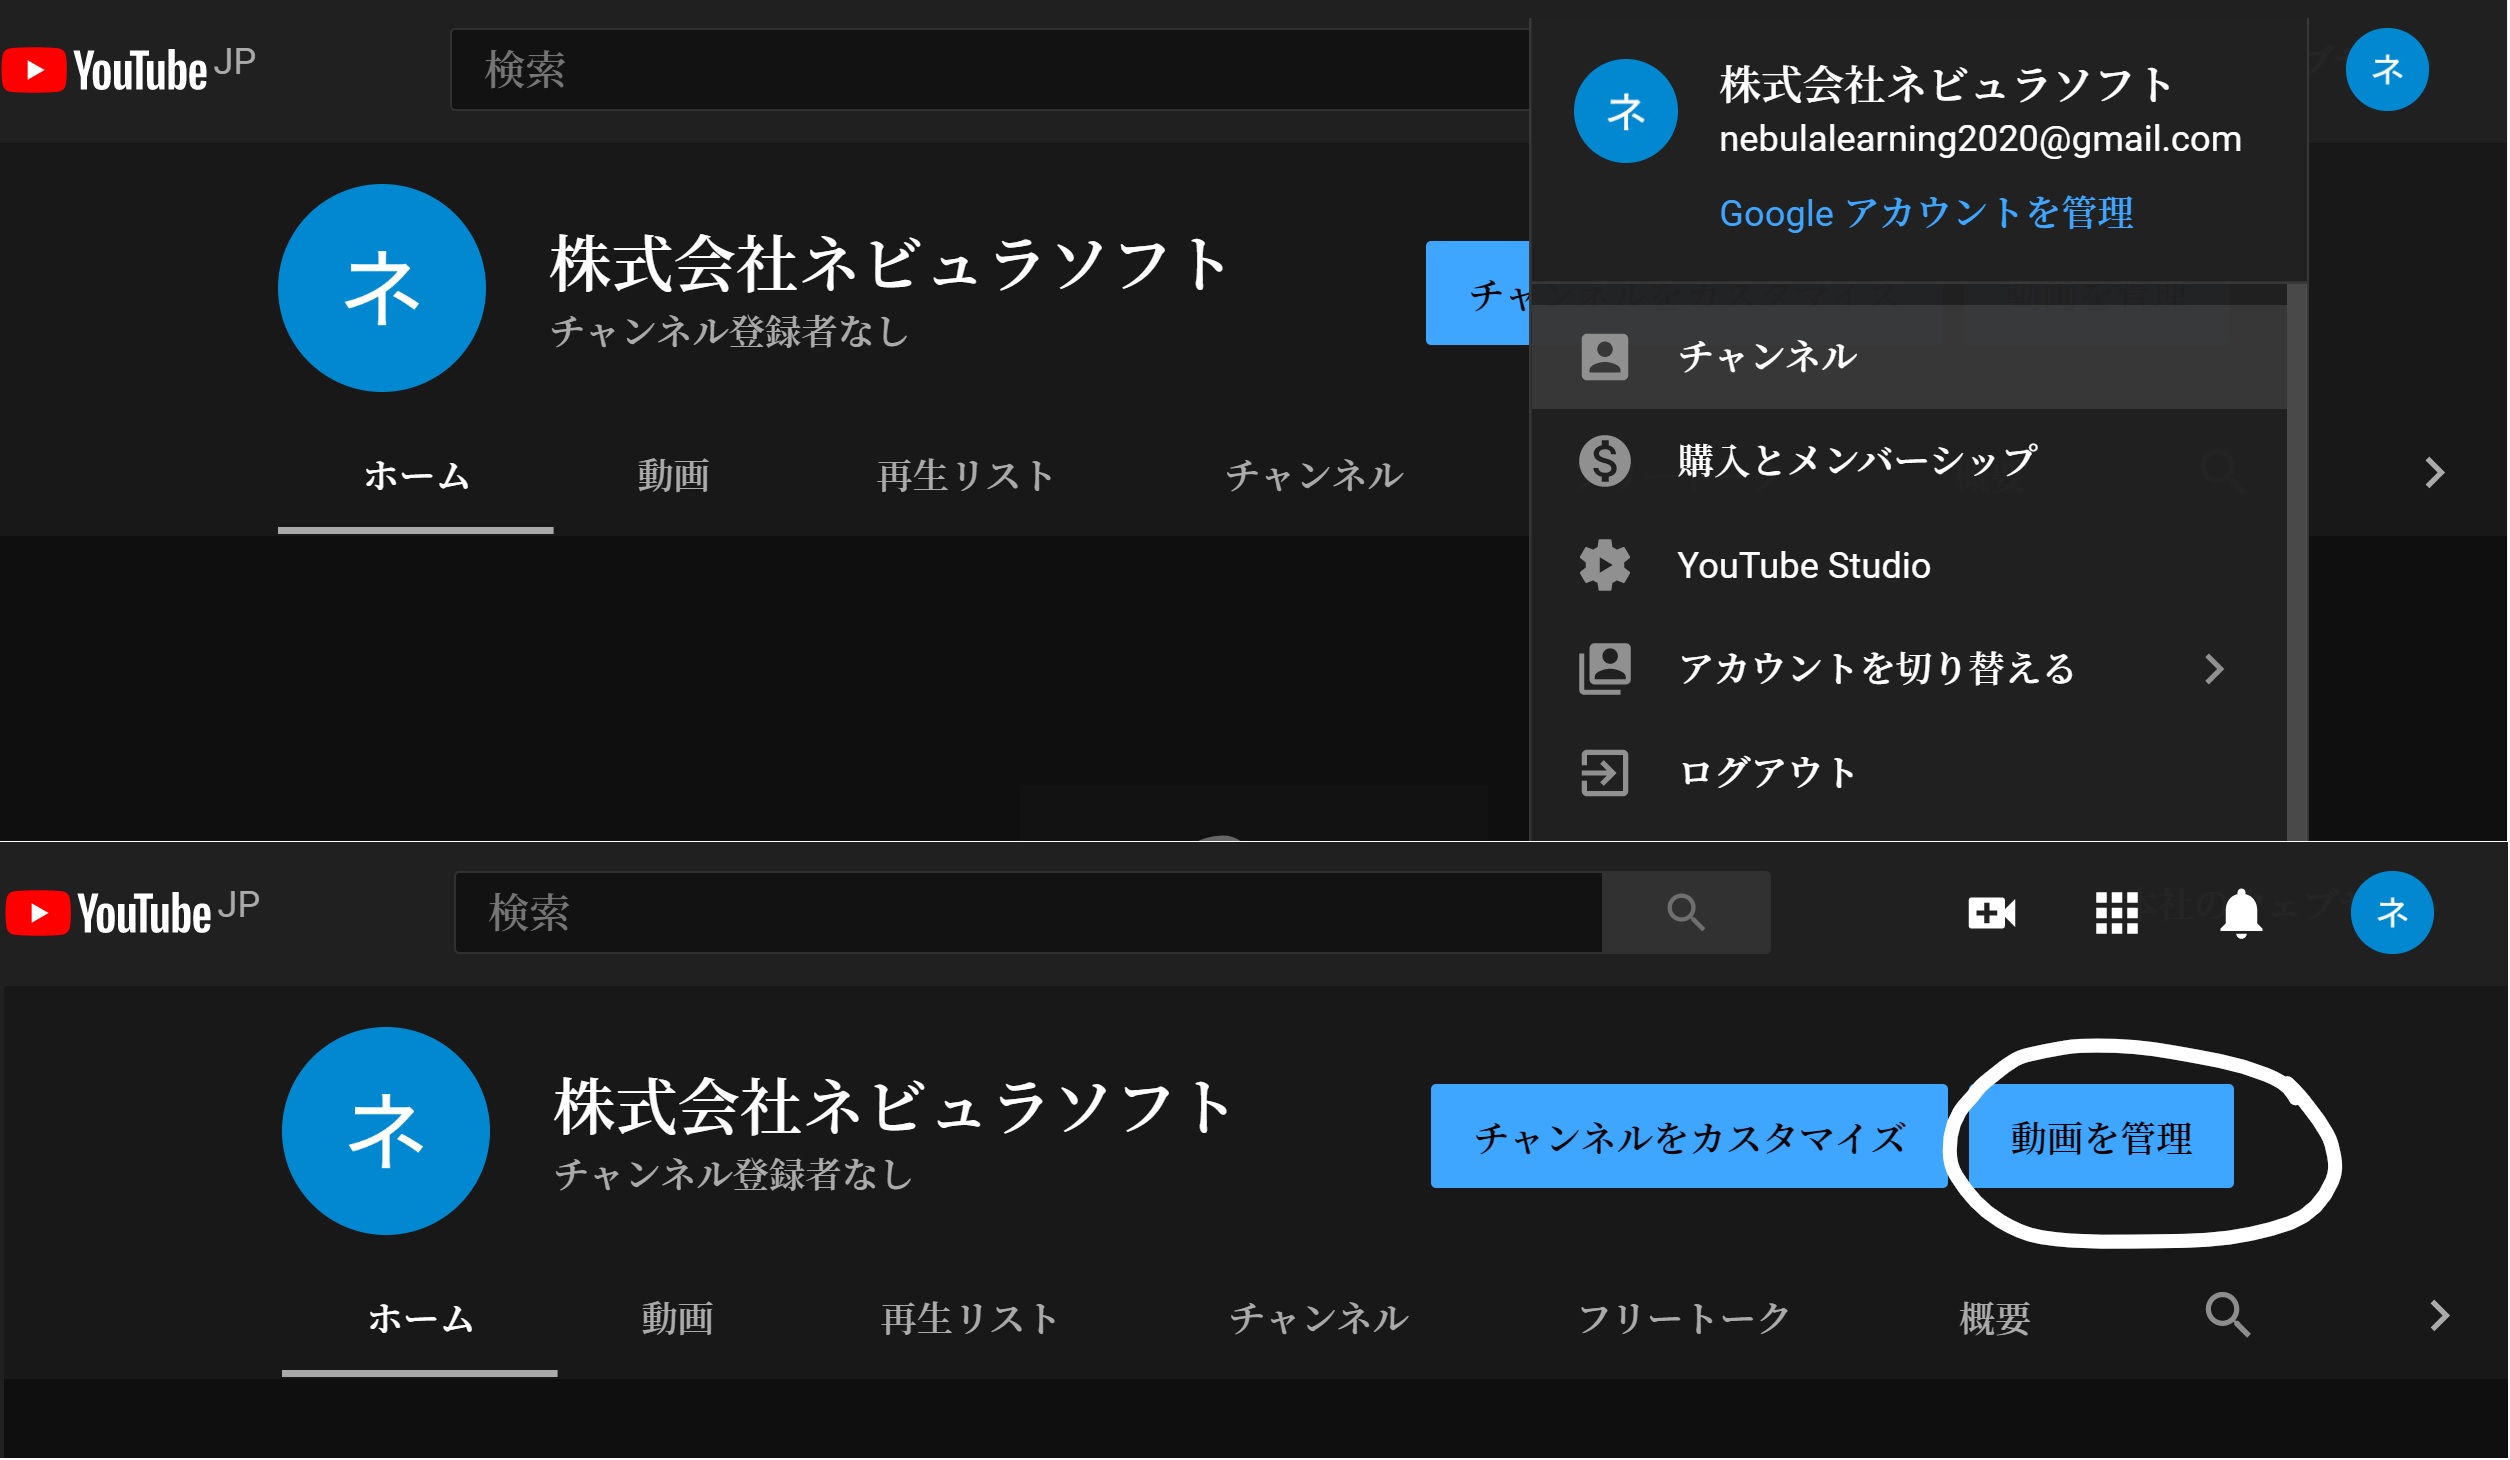 YouTube JP
検索
ネ
株式会社ネビュラソフト
nebulalearning2020@gmail.com
Google アカウントを管理
ネ
ネ
株式会社ネビュラソフト
チャンネル登録者なし
チャ
チャンネル
購入とメンバーシップ
YouTube Studio
アカウントを切り替える
ログアウト
ホーム
動画
再生リスト
チャンネル
YouTube JP
検索
ネ
ネ
株式会社ネビュラソフト
チャンネル登録者なし
チャンネルをカスタマイズ
動画を管理
ホーム
動画
再生リスト
チャンネル
フリートーク
概要